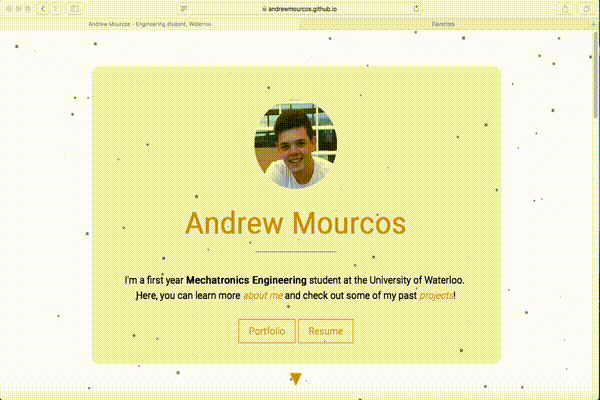 andrewmourcos.github.io
Andrew Mourcos - Engineering student, Waterloo
Favorites
Andrew Mourcos
I'm a first year Mechatronics Engineering student at the University of Waterloo.
Here, you can learn more about me and check out some of my past projects!
Portfolio
Resume